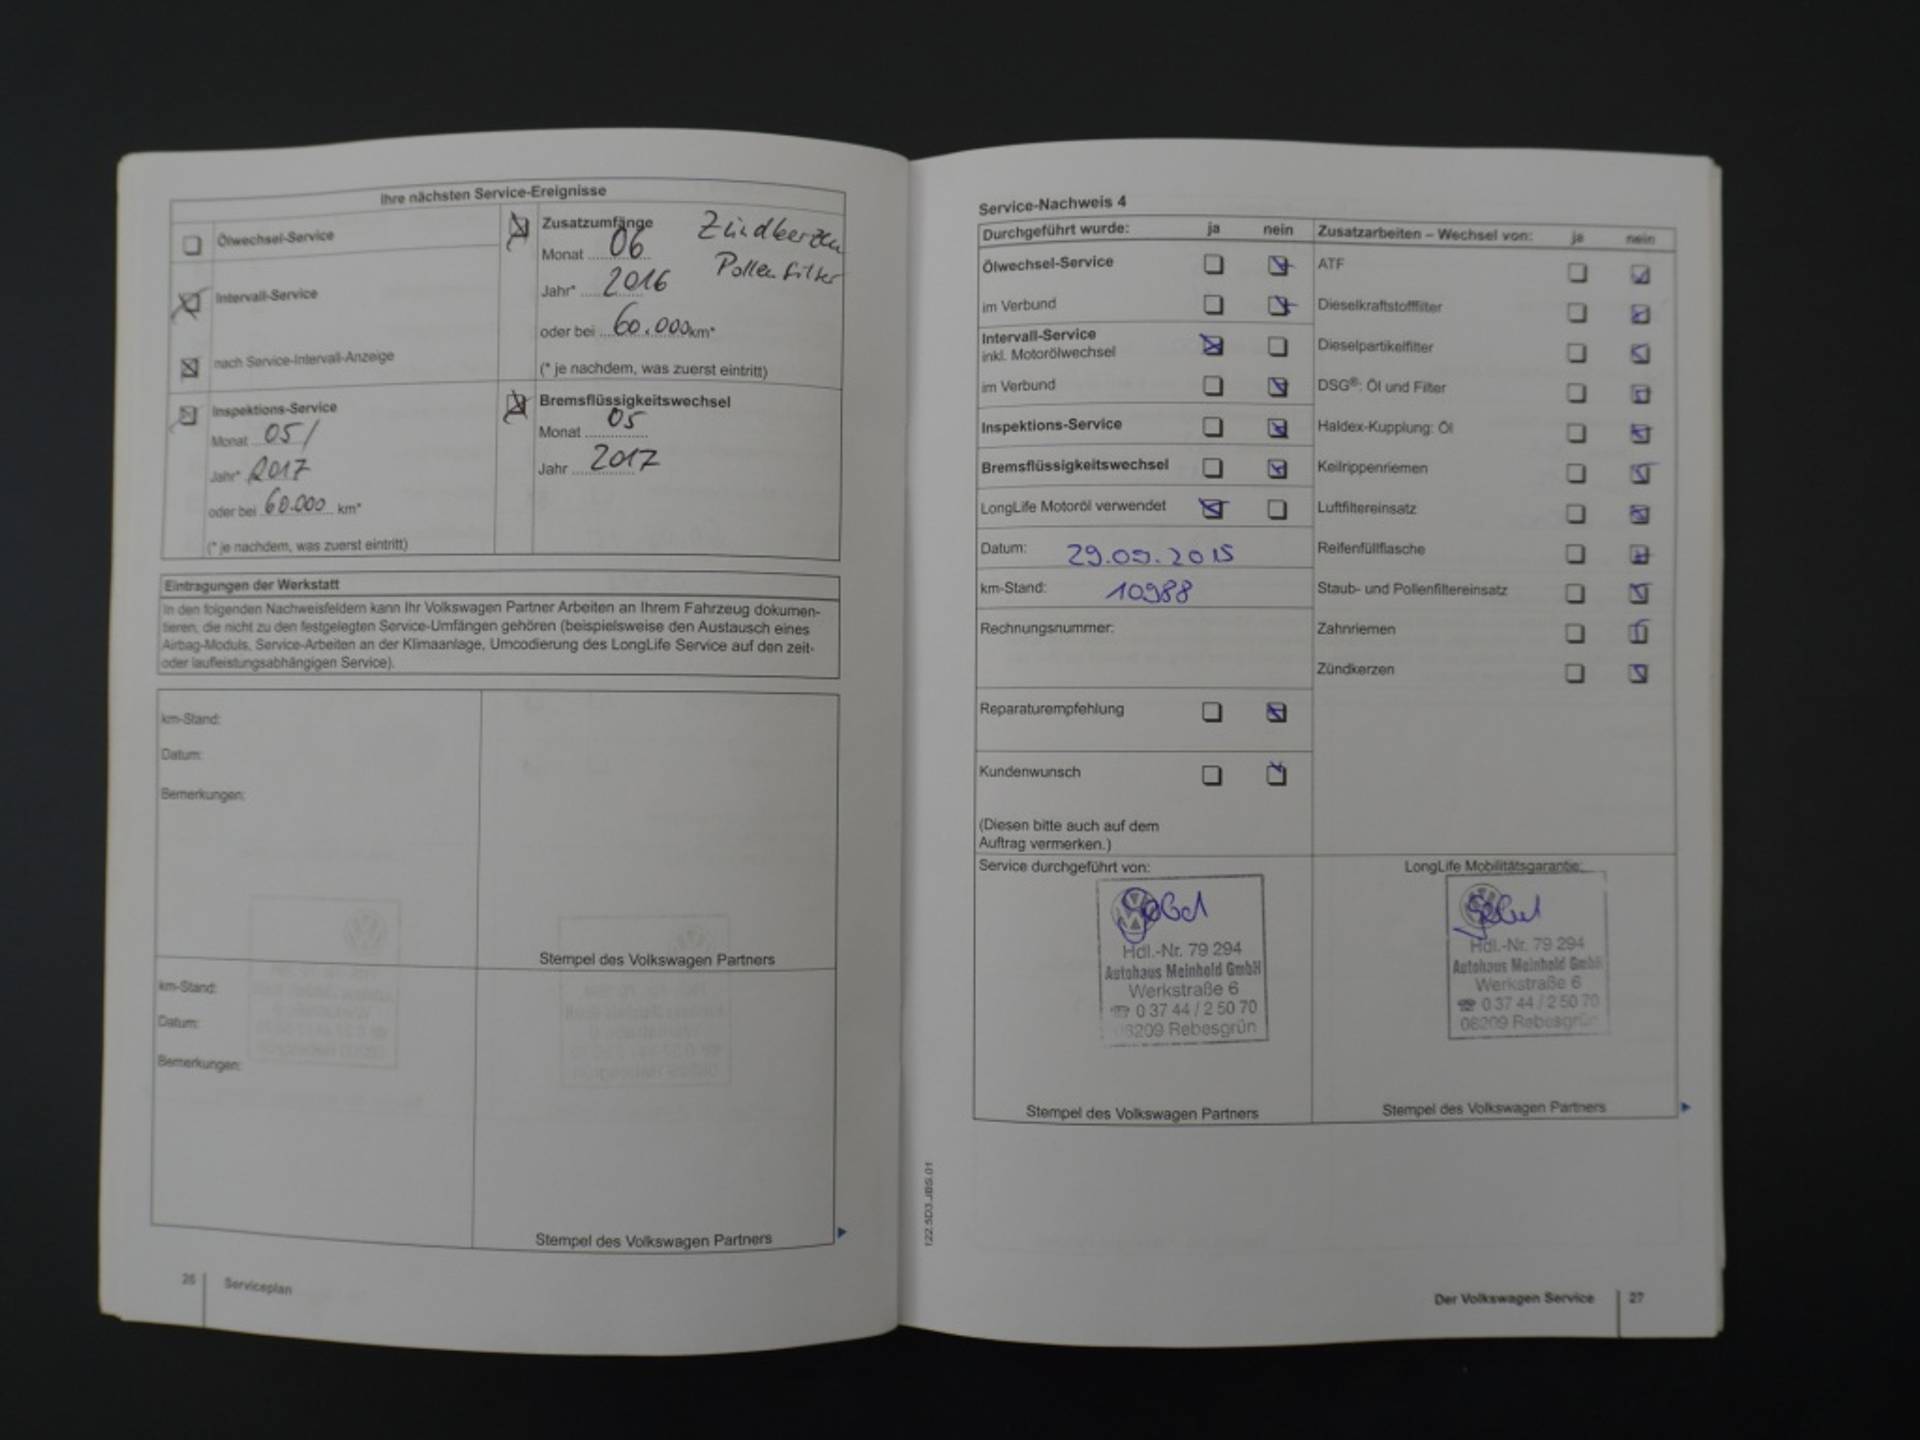 Ihre nächsten Service-Ereignisse
Ölwechsel-Service
Intervall-Service
nach Service-Intervall-Anzeige
Zusatzumfänge Zündkerzen
Monat 06 Pollenfilter
Jahr* 2016
oder bei 60.000 km*
(* je nachdem, was zuerst eintritt)
Inspektions-Service
Monat 05/
Jahr* 2017
oder bei 60.000 km*
(* je nachdem, was zuerst eintritt)
Bremsflüssigkeitswechsel
Monat 05
Jahr 2017
Eintragungen der Werkstatt
In den folgenden Nachweisfeldern kann Ihr Volkswagen Partner Arbeiten an Ihrem Fahrzeug dokumen-
tieren, die nicht zu den festgelegten Service-Umfängen gehören (beispielsweise den Austausch eines
Airbag-Moduls, Service-Arbeiten an der Klimaanlage, Umcodierung des LongLife Service auf den zeit-
oder laufleistungsabhängigen Service).
km-Stand:
Datum:
Bemerkungen:
Stempel des Volkswagen Partners
km-Stand:
Datum:
Bemerkungen:
Stempel des Volkswagen Partners
26 Serviceplan
Service-Nachweis 4
Durchgeführt wurde: ja nein
Ölwechsel-Service
im Verbund
Intervall-Service
inkl. Motorölwechsel
im Verbund
Inspektions-Service
Bremsflüssigkeitswechsel
LongLife Motoröl verwendet
Datum: 29.09.2015
km-Stand: 10988
Rechnungsnummer:
Reparaturempfehlung
Kundenwunsch
(Diesen bitte auch auf dem
Auftrag vermerken.)
Zusatzarbeiten – Wechsel von: ja nein
ATF
Dieselkraftstofffilter
Dieselpartikelfilter
DSG®: Öl und Filter
Haldex-Kupplung: Öl
Keilrippenriemen
Luftfiltereinsatz
Reifenfüllflasche
Staub- und Pollenfiltereinsatz
Zahnriemen
Zündkerzen
Service durchgeführt von:
Hdl.-Nr. 79 294
Autohaus Meinhold GmbH
Werkstraße 6
☎ 0 37 44 / 2 50 70
08209 Rebesgrün
Stempel des Volkswagen Partners
LongLife Mobilitätsgarantie:
Hdl.-Nr. 79 294
Autohaus Meinhold GmbH
Werkstraße 6
☎ 0 37 44 / 2 50 70
08209 Rebesgrün
Stempel des Volkswagen Partners
122.5D3.JBS.01
Der Volkswagen Service 27